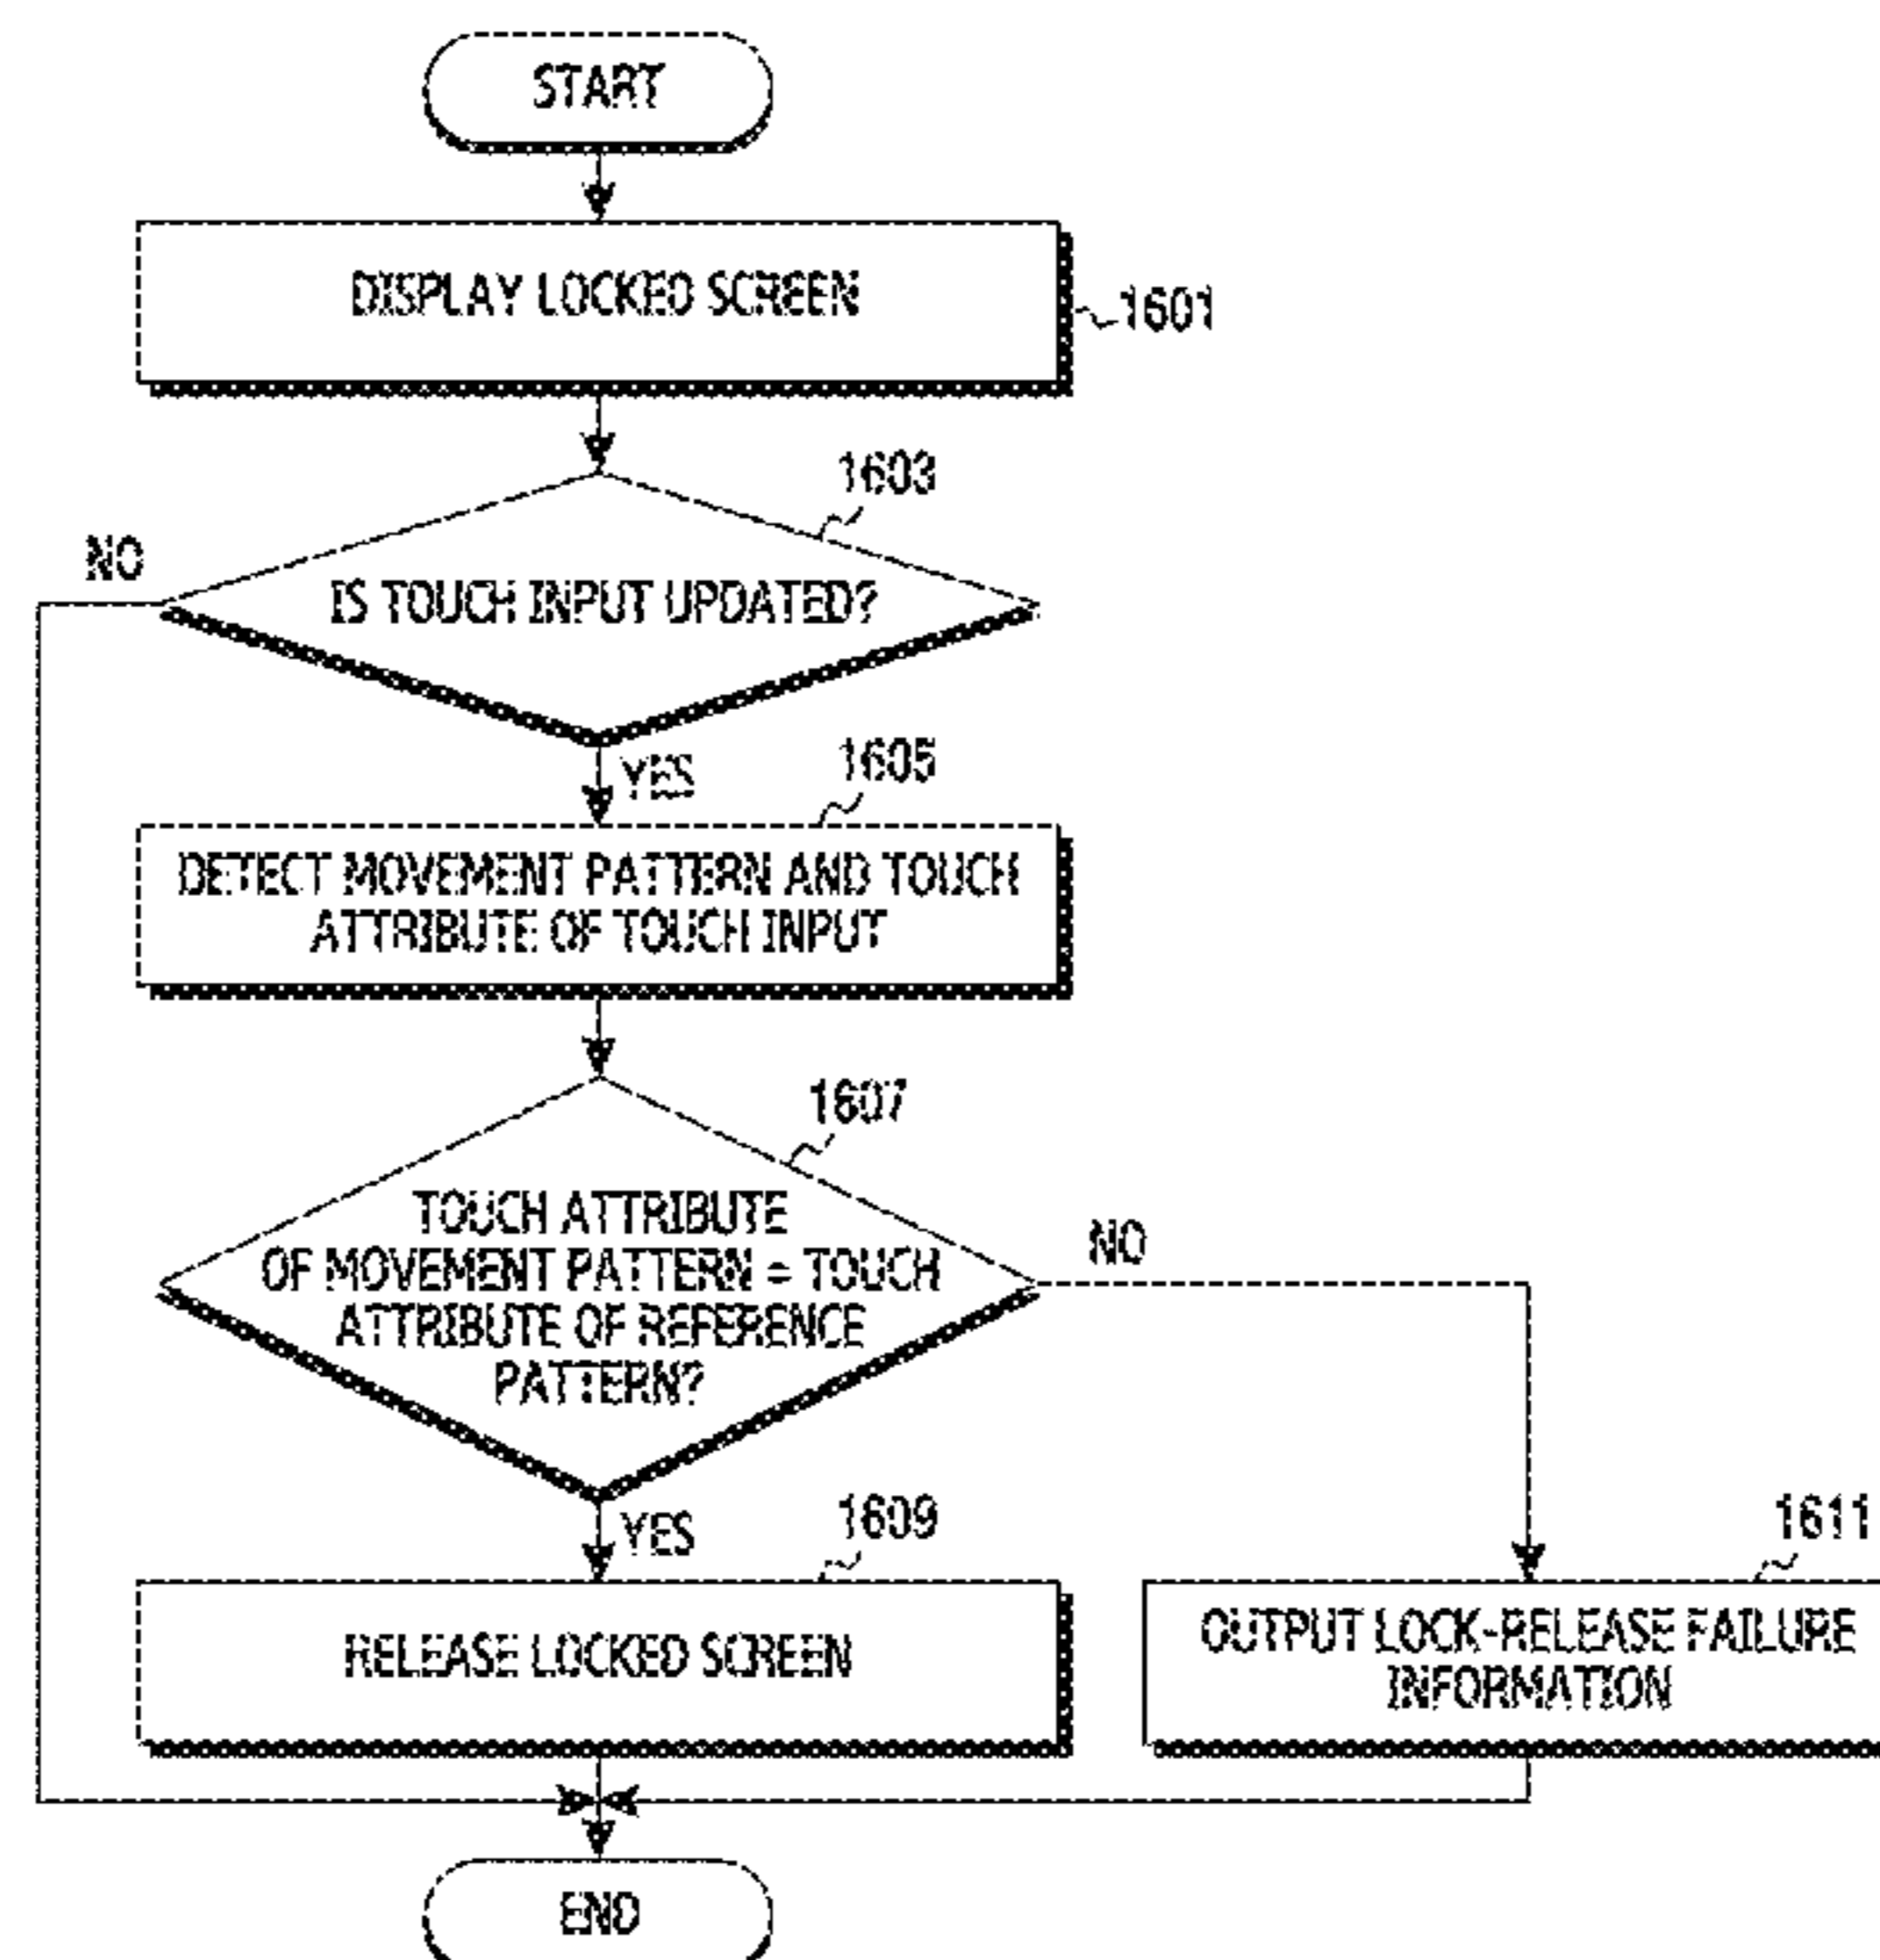 START
DISPLAY LOCKED SCREEN
1601
1603
NO
IS TOUCH INPUT UPDATED?
YES
1605
DETECT MOVEMENT PATTERN AND TOUCH
ATTRIBUTE OF TOUCH INPUT
1607
TOUCH ATTRIBUTE
OF MOVEMENT PATTERN = TOUCH
ATTRIBUTE OF REFERENCE
PATTERN?
NO
YES
1609
1611
RELEASE LOCKED SCREEN
OUTPUT LOCK-RELEASE FAILURE
INFORMATION
END